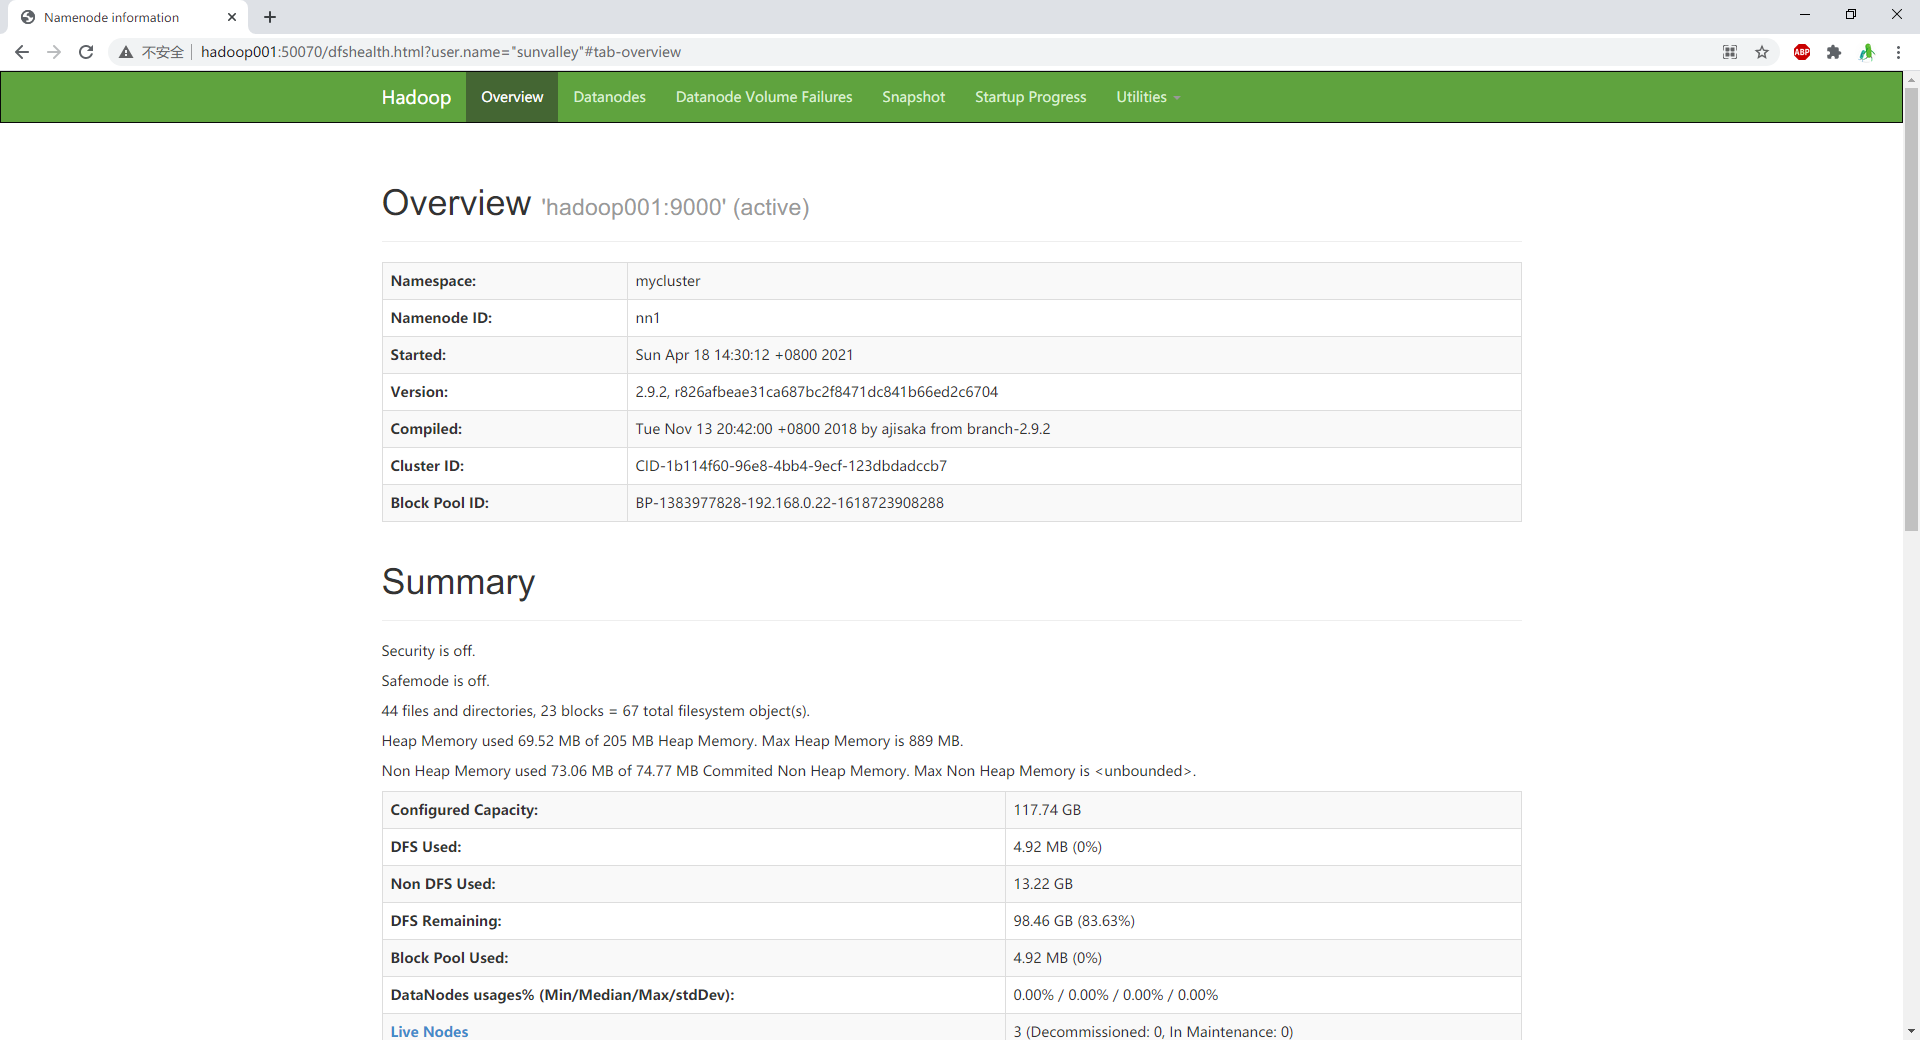 Namenode information
不安全 hadoop001:50070/dfshealth.html?user.name="sunvalley"#tab-overview
ABP
Hadoop Overview Datanodes Datanode Volume Failures Snapshot Startup Progress Utilities
Overview 'hadoop001:9000' (active)
Namespace: mycluster
Namenode ID: nn1
Started: Sun Apr 18 14:30:12 +0800 2021
Version: 2.9.2, r826afbeae31ca687bc2f8471dc841b66ed2c6704
Compiled: Tue Nov 13 20:42:00 +0800 2018 by ajisaka from branch-2.9.2
Cluster ID: CID-1b114f60-96e8-4bb4-9ecf-123dbdadccb7
Block Pool ID: BP-1383977828-192.168.0.22-1618723908288
Summary
Security is off.
Safemode is off.
44 files and directories, 23 blocks = 67 total filesystem object(s).
Heap Memory used 69.52 MB of 205 MB Heap Memory. Max Heap Memory is 889 MB.
Non Heap Memory used 73.06 MB of 74.77 MB Commited Non Heap Memory. Max Non Heap Memory is <unbounded>.
Configured Capacity: 117.74 GB
DFS Used: 4.92 MB (0%)
Non DFS Used: 13.22 GB
DFS Remaining: 98.46 GB (83.63%)
Block Pool Used: 4.92 MB (0%)
DataNodes usages% (Min/Median/Max/stdDev): 0.00% / 0.00% / 0.00% / 0.00%
Live Nodes 3 (Decommissioned: 0, In Maintenance: 0)